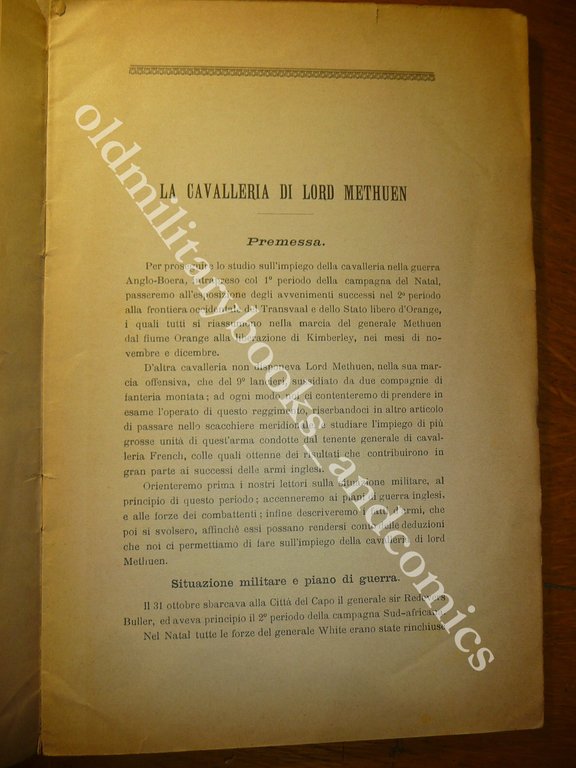 LA CAVALLERIA DI LORD METHUEN
Premessa.
Per proseguire lo studio sull'impiego della cavalleria nella guerra
Anglo-Boera, intrapreso col 1º periodo della campagna del Natal,
passeremo all'esposizione degli avvenimenti successi nel 2º periodo
alla frontiera occidentale del Transvaal e dello Stato libero d'Orange,
i quali tutti si riassumono nella marcia del generale Methuen
dal fiume Orange alla liberazione di Kimberley, nei mesi di no-
vembre e dicembre.
D'altra cavalleria non disponeva Lord Methuen, nella sua mar-
cia offensiva, che del 9º lancieri, sussidiato da due compagnie di
fanteria montata; ad ogni modo noi ci contenteremo di prendere in
esame l'operato di questo reggimento, riserbandoci in altro articolo
di passare nello scacchiere meridionale e studiare l'impiego di più
grosse unità di quest'arma condotte dal tenente generale di caval-
leria French, colle quali ottenne dei risultati che contribuirono in
gran parte ai successi delle armi inglesi.
Orienteremo prima i nostri lettori sulla situazione militare, al
principio di questo periodo; accenneremo ai piani di guerra inglesi,
e alle forze dei combattenti; infine descriveremo i fatti d'armi, che
poi si svolsero, affinchè essi possano rendersi conto delle deduzioni
che noi ci permettiamo di fare sull'impiego della cavalleria di lord
Methuen.
Situazione militare e piano di guerra.
Il 31 ottobre sbarcava alla Città del Capo il generale sir Redevers
Buller, ed aveva principio il 2º periodo della campagna Sud-africana.
Nel Natal tutte le forze del generale White erano state rinchiuse
oldmilitarybooks_andcomics